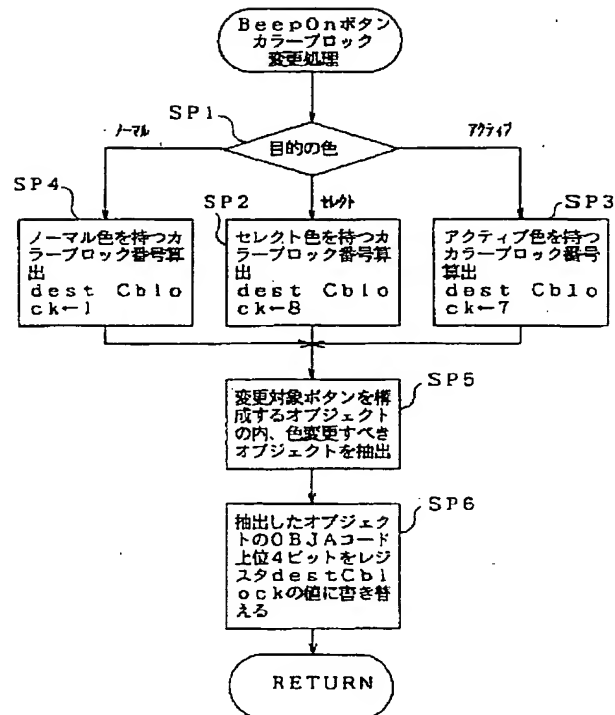 BeepOnボタン
カラーブロック
変更処理
SP1
ノーマル
アクティブ
目的の色
SP4
SP2
セレクト
SP3
ノーマル色を持つカ
ラーブロック番号算
出
dest Cblo
ck←1
セレクト色を持つカ
ラーブロック番号算
出
dest Cblo
ck←8
アクティブ色を持つ
カラーブロック番号
算出
dest Cblo
ck←7
SP5
変更対象ボタンを構
成するオブジェクト
の内、色変更すべき
オブジェクトを抽出
SP6
抽出したオブジェク
トのOBJAコード
上位4ビットをレジ
スタdestCbl
ockの値に書き替
える
RETURN